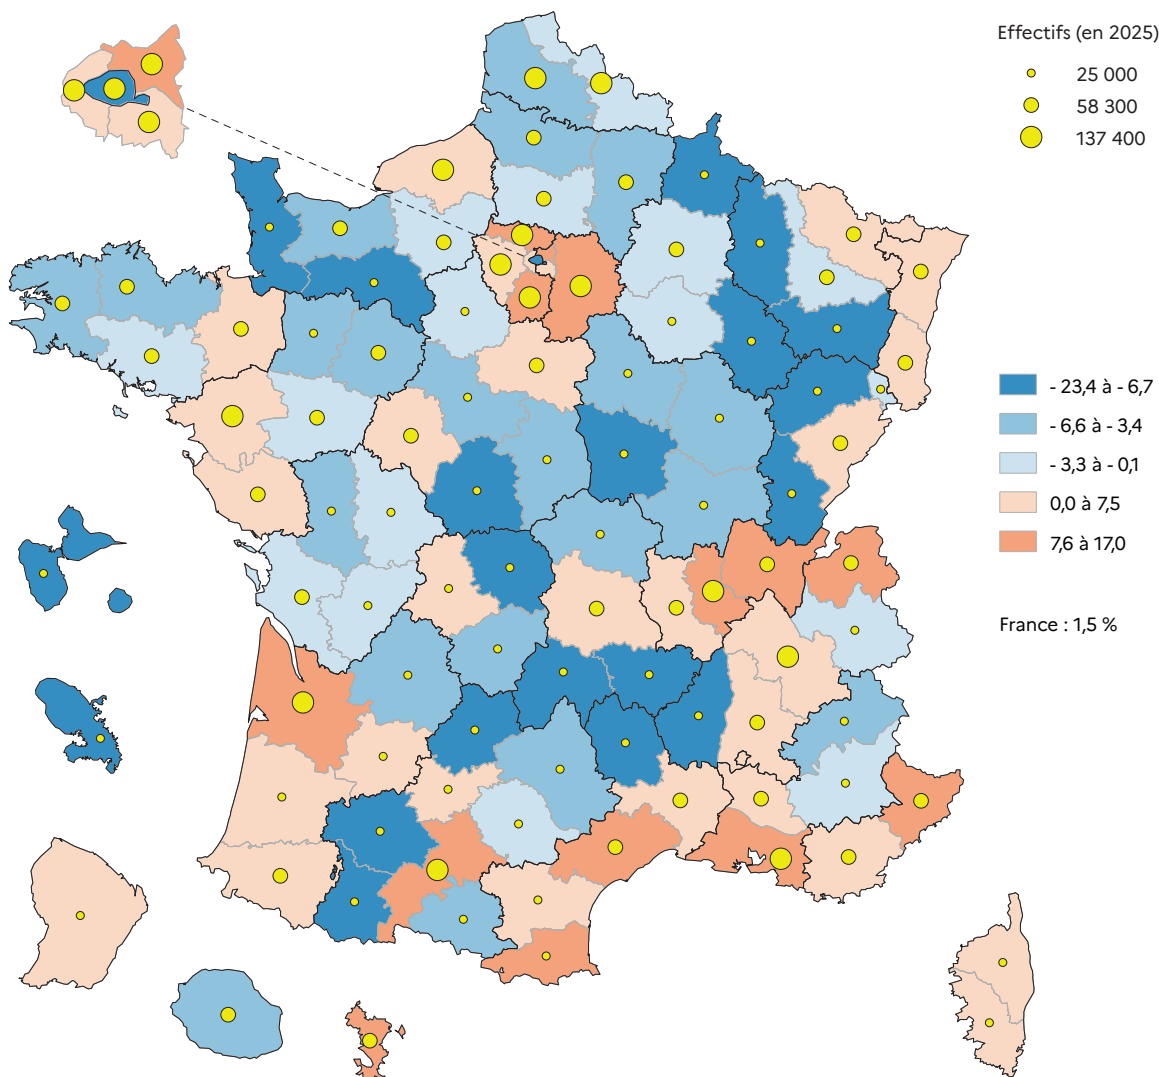 Effectifs (en 2025)
25 000
58 300
137 400
- 23,4 à - 6,7
- 6,6 à - 3,4
- 3,3 à - 0,1
0,0 à 7,5
7,6 à 17,0
France : 1,5 %